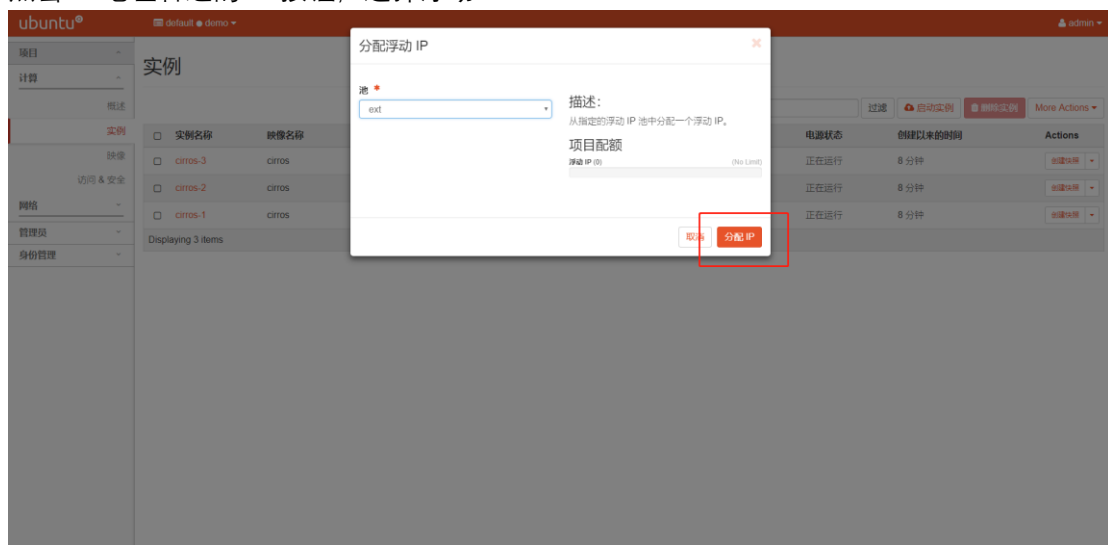 ubuntu® default demo admin
项目
计算
概述
实例
映像
访问 & 安全
网络
管理员
身份管理
实例
过滤 启动实例 删除实例 More Actions
实例名称 映像名称 电源状态 创建以来的时间 Actions
cirros-3 cirros 正在运行 8 分钟 创建快照
cirros-2 cirros 正在运行 8 分钟 创建快照
cirros-1 cirros 正在运行 8 分钟 创建快照
Displaying 3 items
分配浮动 IP
池 *
ext
描述:
从指定的浮动 IP 池中分配一个浮动 IP。
项目配额
浮动 IP (0) (No Limit)
取消 分配 IP